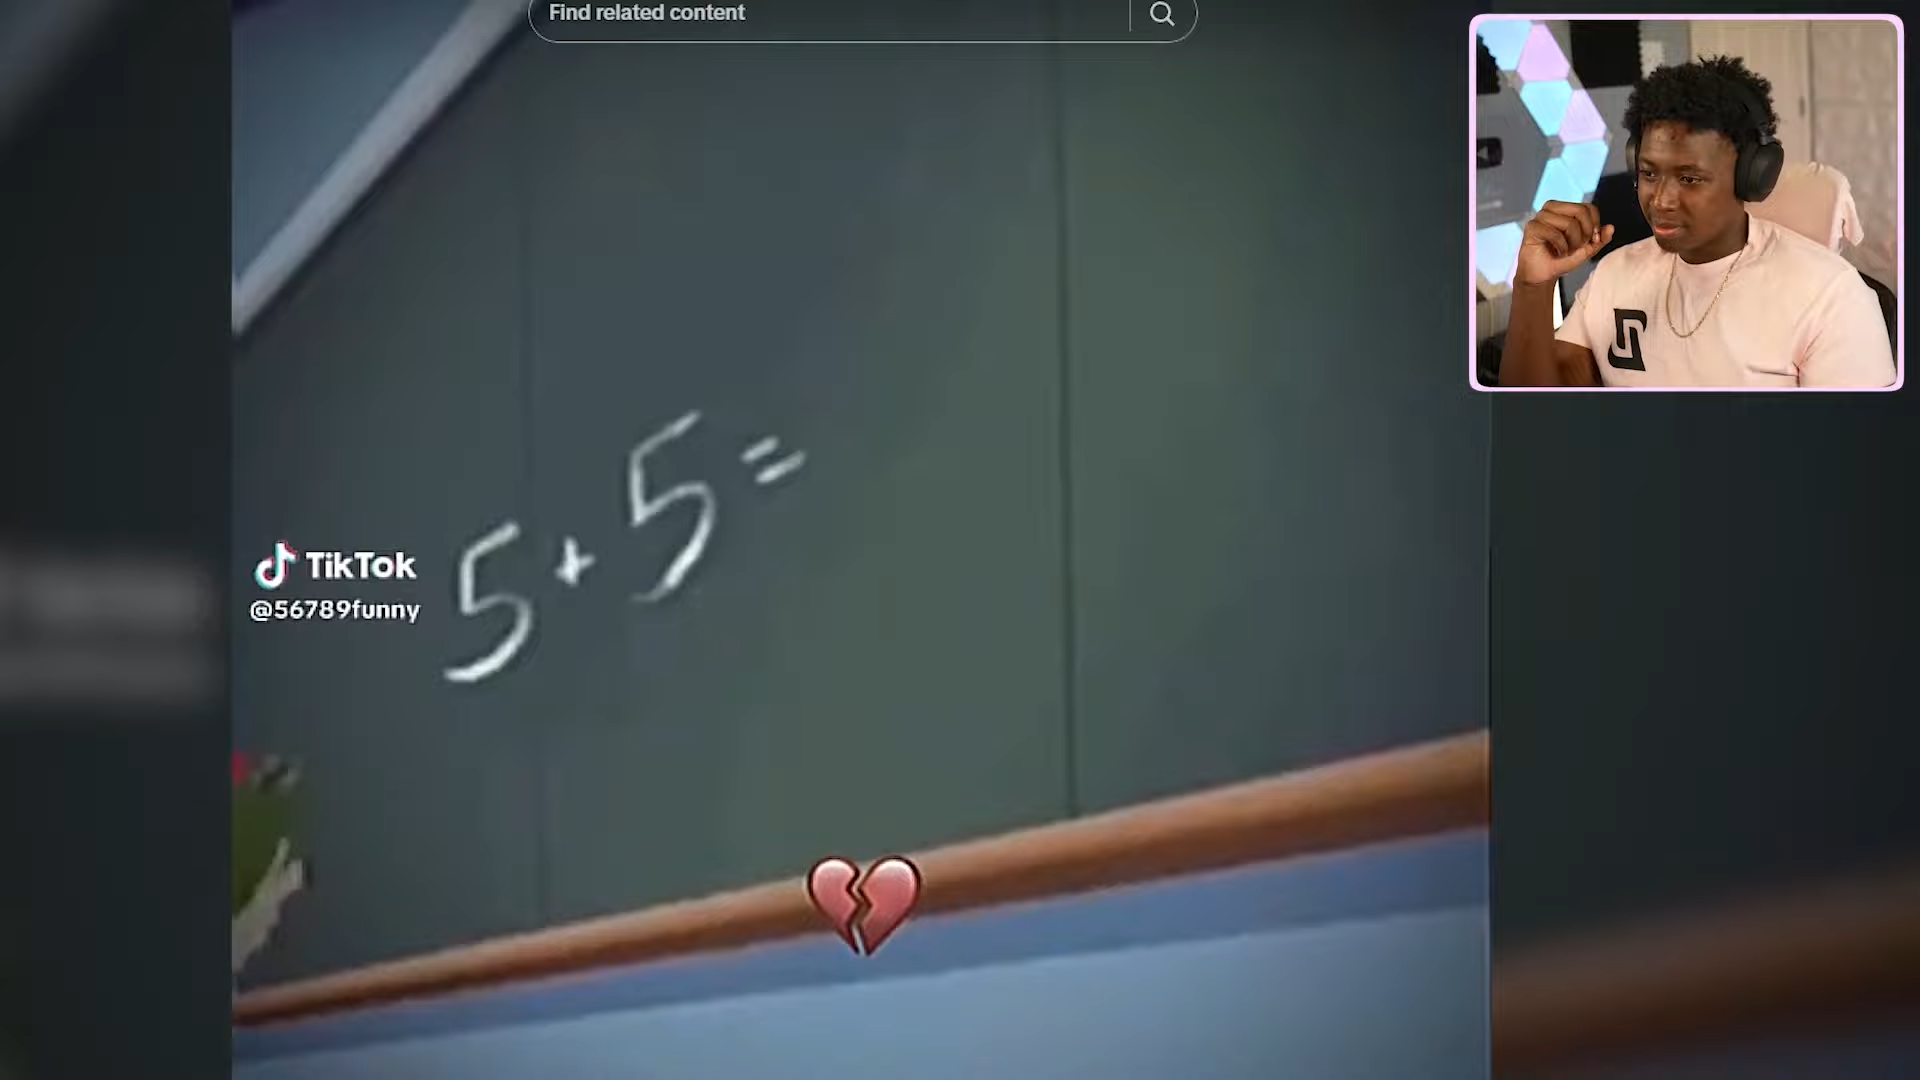 Find related content
5 + 5 =
TikTok
@56789funny